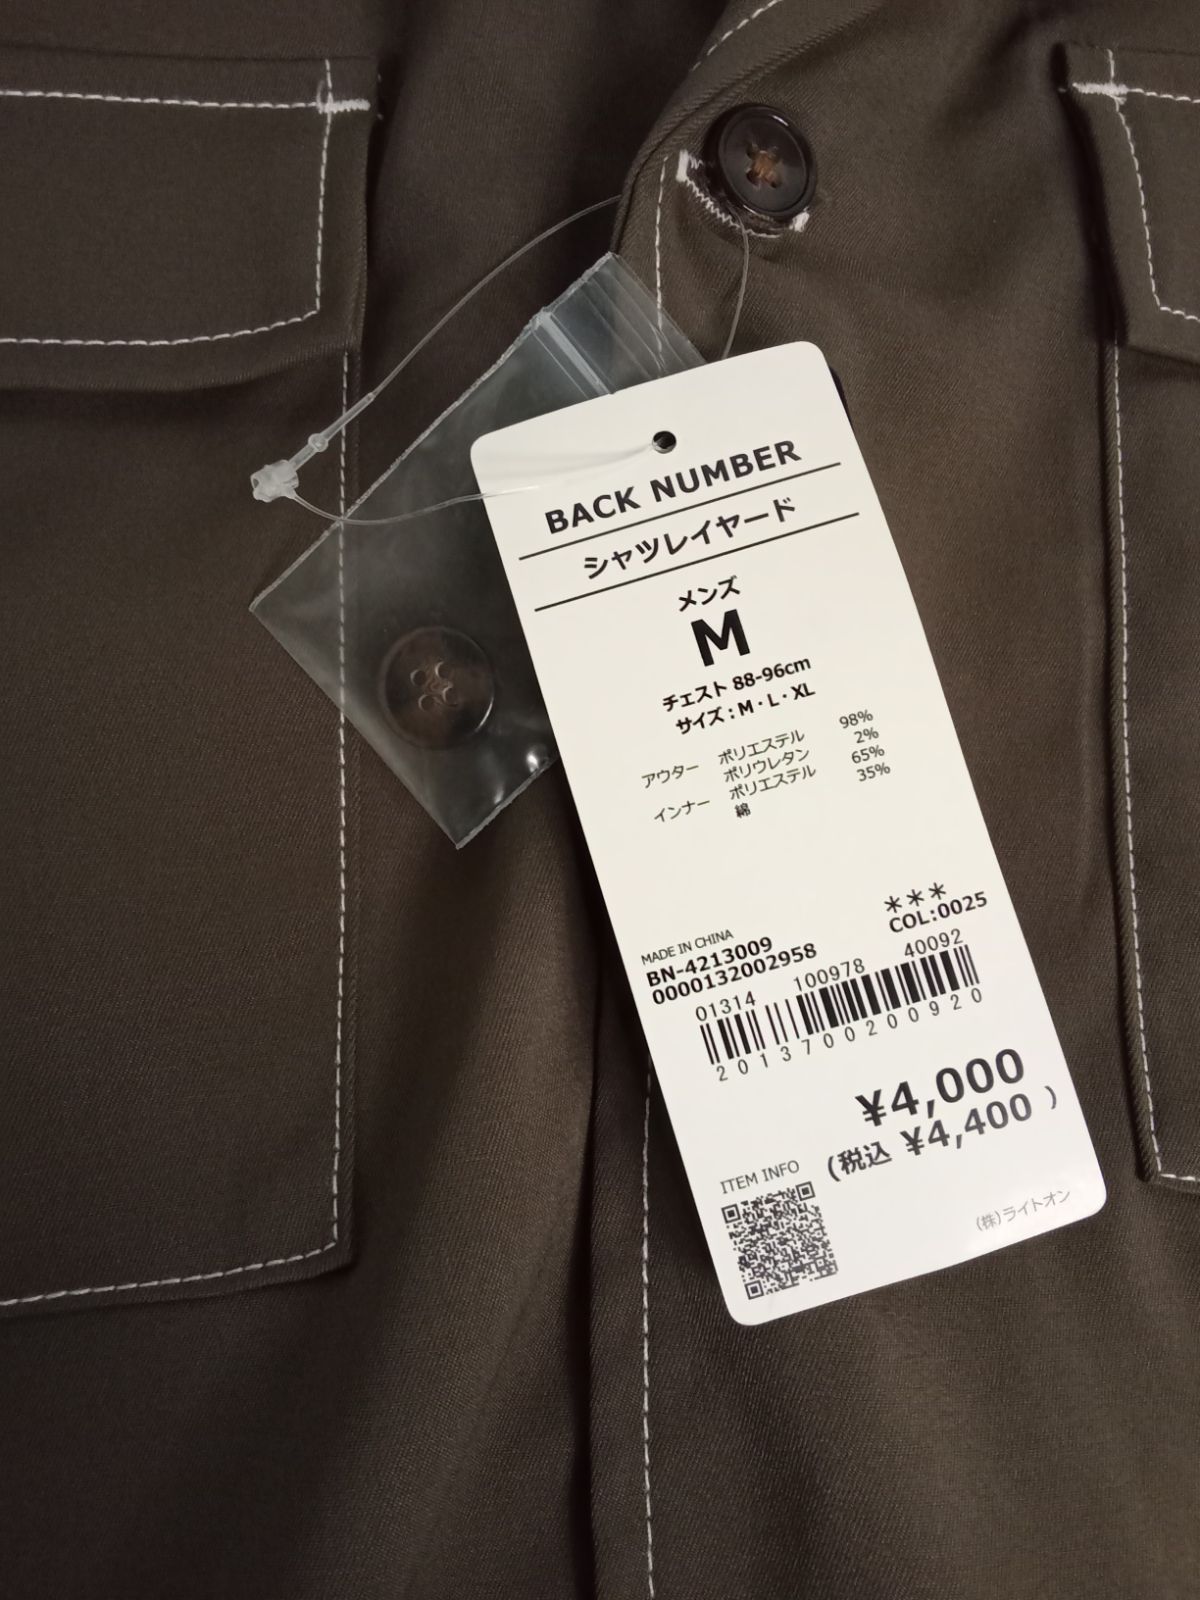 BACK NUMBER
シャツレイヤード
メンズ
M
チェスト 88-96cm
サイズ：M・L・XL
アウター ポリエステル 98%
ポリウレタン 2%
インナー ポリエステル 65%
綿 35%
＊＊＊
MADE IN CHINA COL:0025
BN-4213009
0000132002958
01314 100978 40092
2013700200920
¥4,000
(税込 ¥4,400 )
ITEM INFO
(株)ライトオン